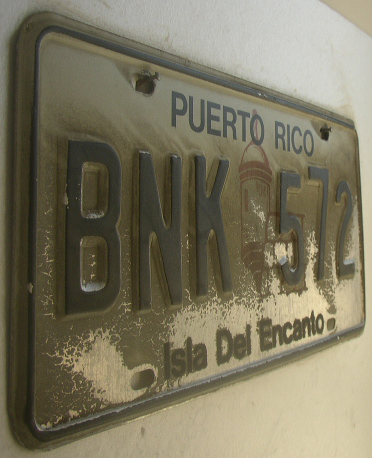 PUERTO RICO
BNK 572
Isla Del Encanto